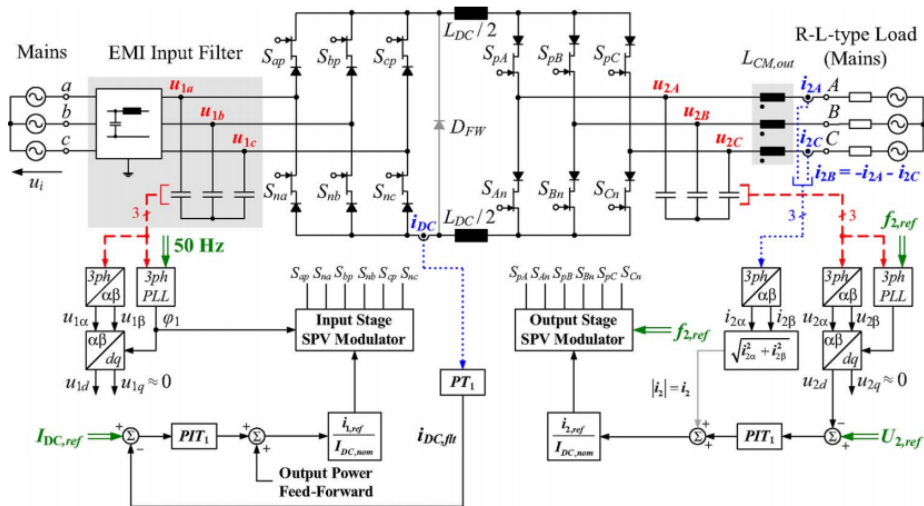 Mains
EMI Input Filter
a
b
c
u_i
u_1a
u_1b
u_1c
3
S_ap
S_bp
S_cp
S_na
S_nb
S_nc
L_DC / 2
D_FW
L_DC / 2
i_DC
S_pA
S_pB
S_pC
S_An
S_Bn
S_Cn
u_2A
u_2B
u_2C
L_CM,out
R-L-type Load
(Mains)
i_2A
A
B
i_2C
C
i_2B = -i_2A - i_2C
3
3
50 Hz
f_2,ref
3ph
αβ
3ph
PLL
u_1α
u_1β
φ_1
αβ
dq
u_1d
u_1q ≈ 0
S_ap S_na S_bp S_nb S_cp S_nc
Input Stage
SPV Modulator
S_pA S_An S_pB S_Bn S_pC S_Cn
Output Stage
SPV Modulator
f_2,ref
PT_1
3ph
αβ
3ph
αβ
3ph
PLL
i_2α
i_2β
u_2α
u_2β
√i²_2α + i²_2β
αβ
dq
|i_2| = i_2
u_2d
u_2q ≈ 0
I_DC,ref
+
−
Σ
PIT_1
+
Σ
+
i_1,ref
I_DC,nom
i_DC,flt
i_2,ref
I_DC,nom
+
Σ
+
PIT_1
−
Σ
+
U_2,ref
Output Power
Feed-Forward